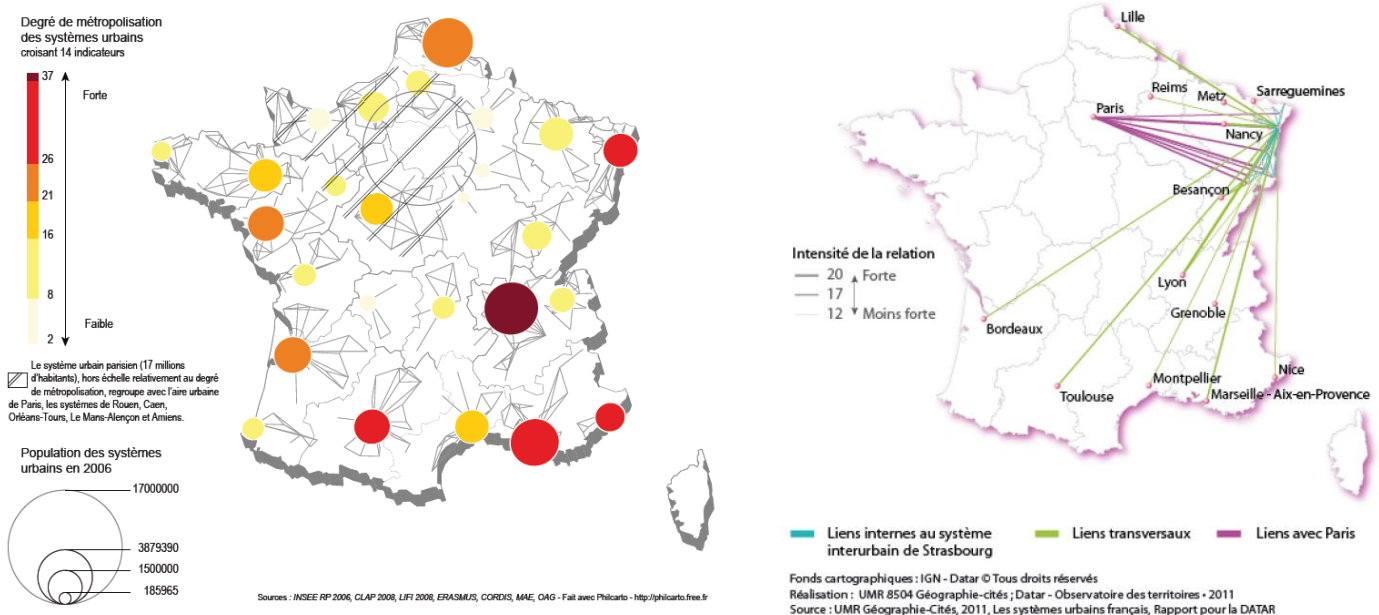 Degré de métropolisation
des systèmes urbains
croisant 14 indicateurs
37
Forte
26
21
16
8
Faible
2
Le système urbain parisien (17 millions
d'habitants), hors échelle relativement au degré
de métropolisation, regroupe avec l'aire urbaine
de Paris, les systèmes de Rouen, Caen,
Orléans-Tours, Le Mans-Alençon et Amiens.
Population des systèmes
urbains en 2006
17000000
3879390
1500000
185965
Sources : INSEE RP 2006, CLAP 2008, LIFI 2008, ERASMUS, CORDIS, MAE, OAG - Fait avec Philcarto - http://philcarto.free.fr
Lille
Reims
Metz
Sarreguemines
Paris
Nancy
Besançon
Lyon
Grenoble
Bordeaux
Toulouse
Montpellier
Nice
Marseille - Aix-en-Provence
Intensité de la relation
20 Forte
17
12 Moins forte
Liens internes au système
interurbain de Strasbourg
Liens transversaux
Liens avec Paris
Fonds cartographiques : IGN - Datar © Tous droits réservés
Réalisation : UMR 8504 Géographie-cités ; Datar - Observatoire des territoires • 2011
Source : UMR Géographie-Cités, 2011, Les systèmes urbains français, Rapport pour la DATAR